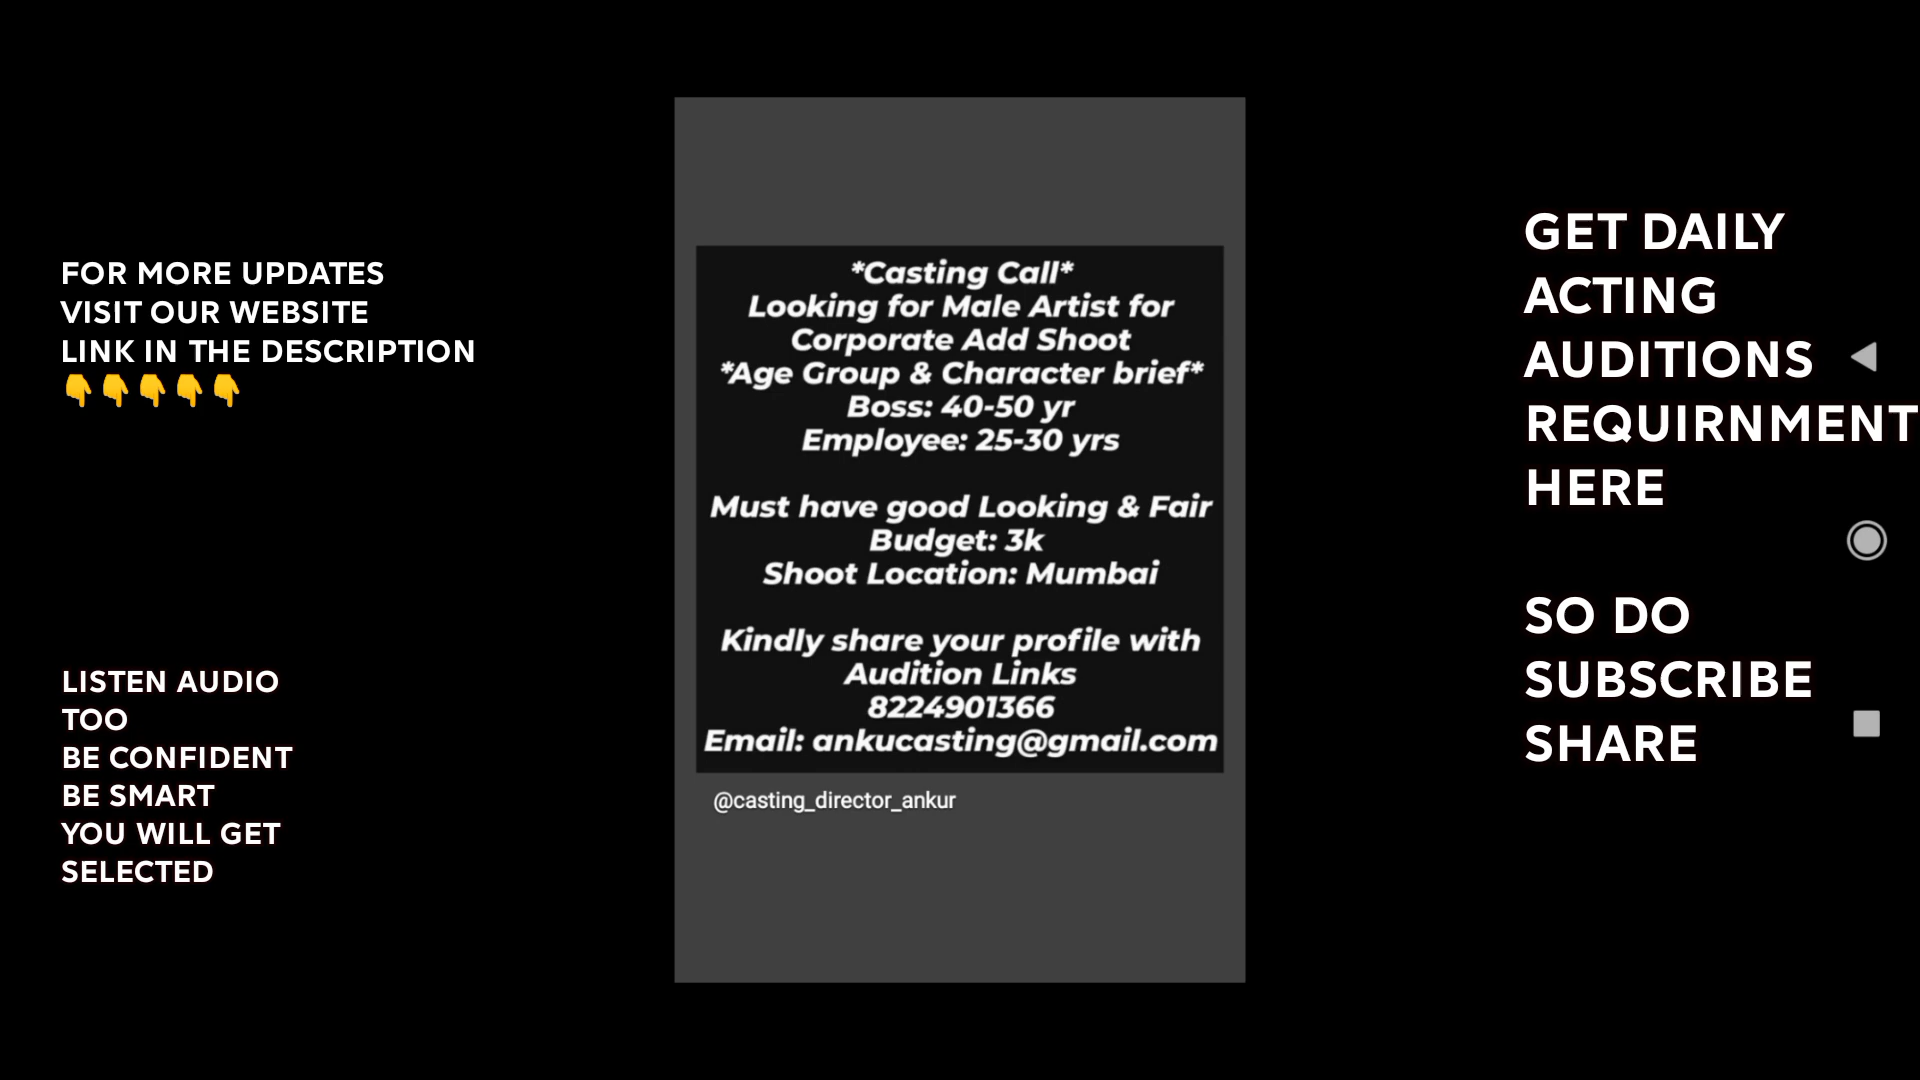 FOR MORE UPDATES
VISIT OUR WEBSITE
LINK IN THE DESCRIPTION
👇👇👇👇👇
LISTEN AUDIO
TOO
BE CONFIDENT
BE SMART
YOU WILL GET
SELECTED
*Casting Call*
Looking for Male Artist for
Corporate Add Shoot
*Age Group & Character brief*
Boss: 40-50 yr
Employee: 25-30 yrs
Must have good Looking & Fair
Budget: 3k
Shoot Location: Mumbai
Kindly share your profile with
Audition Links
8224901366
Email: ankucasting@gmail.com
@casting_director_ankur
GET DAILY
ACTING
AUDITIONS
REQUIRNMENT
HERE
SO DO
SUBSCRIBE
SHARE